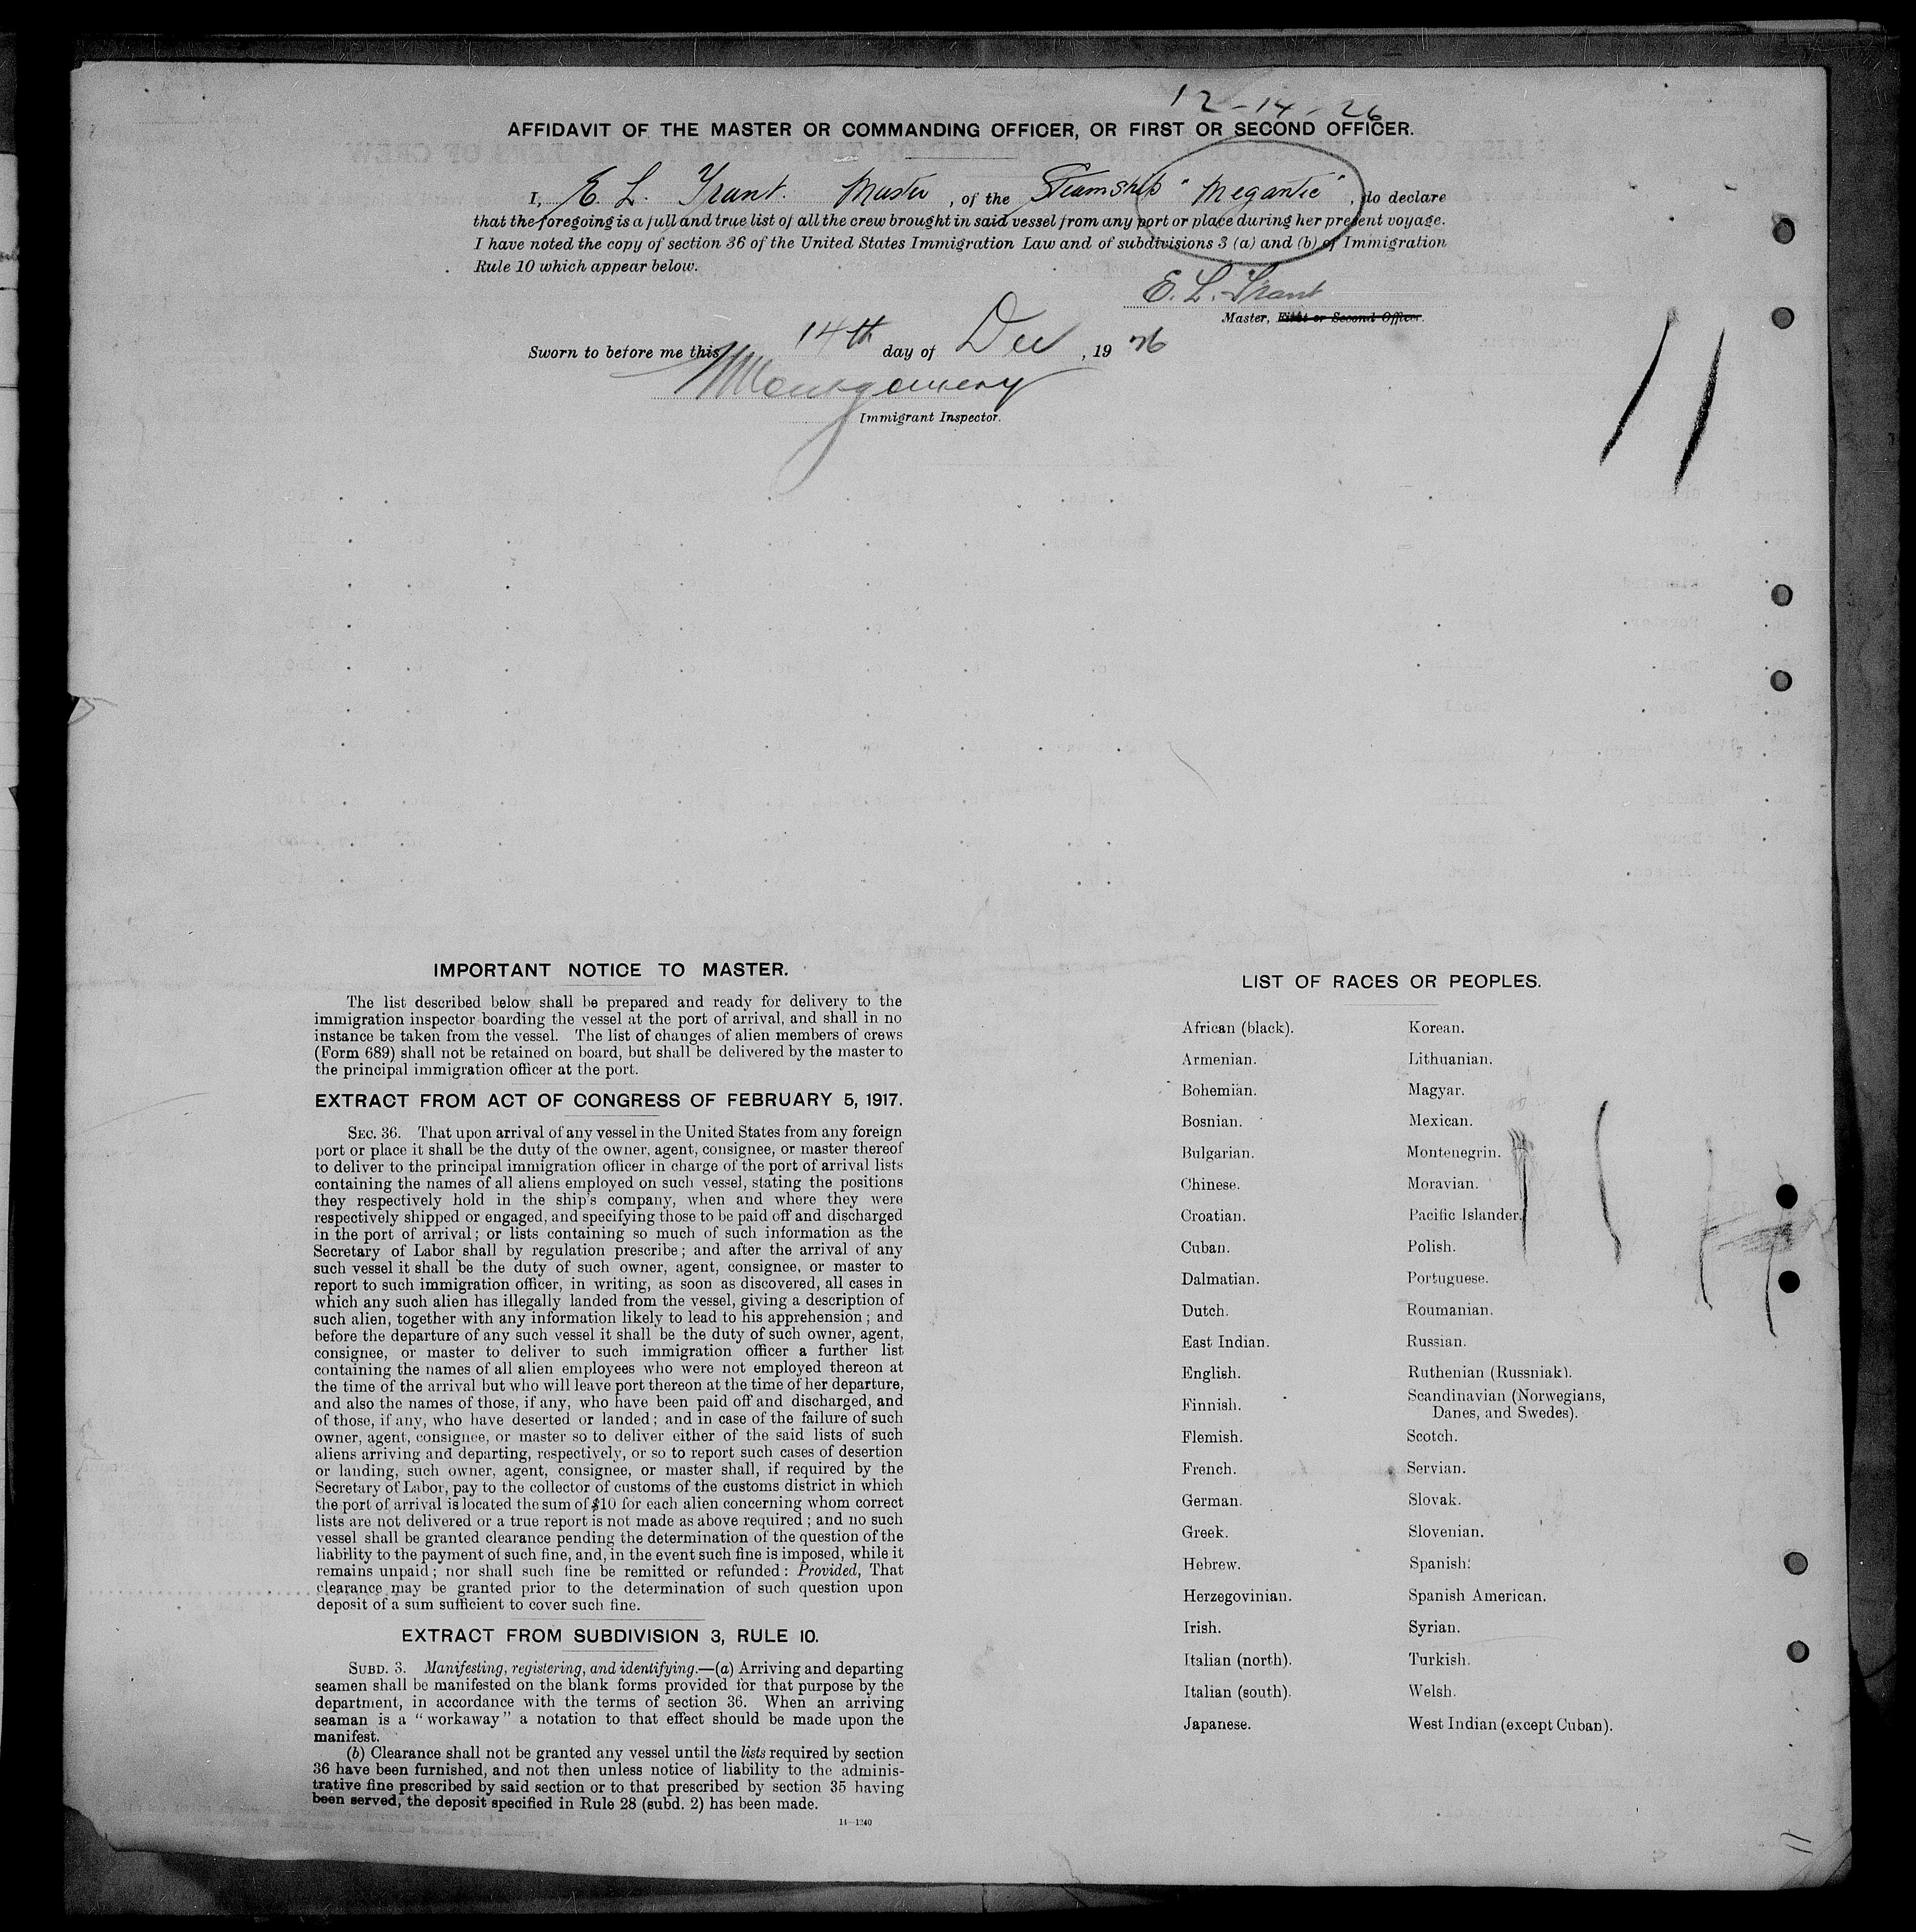 12-14-26
AFFIDAVIT OF THE MASTER OR COMMANDING OFFICER, OR FIRST OR SECOND OFFICER.
I, E. L. Trant. Master, of the Steamship "Megantic", do declare
that the foregoing is a full and true list of all the crew brought in said vessel from any port or place during her present voyage.
I have noted the copy of section 36 of the United States Immigration Law and of subdivisions 3 (a) and (b) of Immigration
Rule 10 which appear below.
E. L. Trant
Master, First or Second Officer.
Sworn to before me this 14th day of Dec, 1926
Montgomery
Immigrant Inspector.
11
IMPORTANT NOTICE TO MASTER.
The list described below shall be prepared and ready for delivery to the
immigration inspector boarding the vessel at the port of arrival, and shall in no
instance be taken from the vessel. The list of changes of alien members of crews
(Form 689) shall not be retained on board, but shall be delivered by the master to
the principal immigration officer at the port.
EXTRACT FROM ACT OF CONGRESS OF FEBRUARY 5, 1917.
SEC. 36. That upon arrival of any vessel in the United States from any foreign
port or place it shall be the duty of the owner, agent, consignee, or master thereof
to deliver to the principal immigration officer in charge of the port of arrival lists
containing the names of all aliens employed on such vessel, stating the positions
they respectively hold in the ship's company, when and where they were
respectively shipped or engaged, and specifying those to be paid off and discharged
in the port of arrival; or lists containing so much of such information as the
Secretary of Labor shall by regulation prescribe; and after the arrival of any
such vessel it shall be the duty of such owner, agent, consignee, or master to
report to such immigration officer, in writing, as soon as discovered, all cases in
which any such alien has illegally landed from the vessel, giving a description of
such alien, together with any information likely to lead to his apprehension; and
before the departure of any such vessel it shall be the duty of such owner, agent,
consignee, or master to deliver to such immigration officer a further list
containing the names of all alien employees who were not employed thereon at
the time of the arrival but who will leave port thereon at the time of her departure,
and also the names of those, if any, who have been paid off and discharged, and
of those, if any, who have deserted or landed; and in case of the failure of such
owner, agent, consignee, or master so to deliver either of the said lists of such
aliens arriving and departing, respectively, or so to report such cases of desertion
or landing, such owner, agent, consignee, or master shall, if required by the
Secretary of Labor, pay to the collector of customs of the customs district in which
the port of arrival is located the sum of $10 for each alien concerning whom correct
lists are not delivered or a true report is not made as above required; and no such
vessel shall be granted clearance pending the determination of the question of the
liability to the payment of such fine, and, in the event such fine is imposed, while it
remains unpaid; nor shall such fine be remitted or refunded: Provided, That
clearance may be granted prior to the determination of such question upon
deposit of a sum sufficient to cover such fine.
EXTRACT FROM SUBDIVISION 3, RULE 10.
SUBD. 3. Manifesting, registering, and identifying.—(a) Arriving and departing
seamen shall be manifested on the blank forms provided for that purpose by the
department, in accordance with the terms of section 36. When an arriving
seaman is a "workaway" a notation to that effect should be made upon the
manifest.
(b) Clearance shall not be granted any vessel until the lists required by section
36 have been furnished, and not then unless notice of liability to the adminis-
trative fine prescribed by said section or to that prescribed by section 35 having
been served, the deposit specified in Rule 28 (subd. 2) has been made.
14—1240
LIST OF RACES OR PEOPLES.
African (black).
Armenian.
Bohemian.
Bosnian.
Bulgarian.
Chinese.
Croatian.
Cuban.
Dalmatian.
Dutch.
East Indian.
English.
Finnish.
Flemish.
French.
German.
Greek.
Hebrew.
Herzegovinian.
Irish.
Italian (north).
Italian (south).
Japanese.
Korean.
Lithuanian.
Magyar.
Mexican.
Montenegrin.
Moravian.
Pacific Islander.
Polish.
Portuguese.
Roumanian.
Russian.
Ruthenian (Russniak).
Scandinavian (Norwegians,
Danes, and Swedes).
Scotch.
Servian.
Slovak.
Slovenian.
Spanish.
Spanish American.
Syrian.
Turkish.
Welsh.
West Indian (except Cuban).